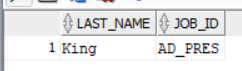 LAST_NAME JOB_ID
1 King AD_PRES